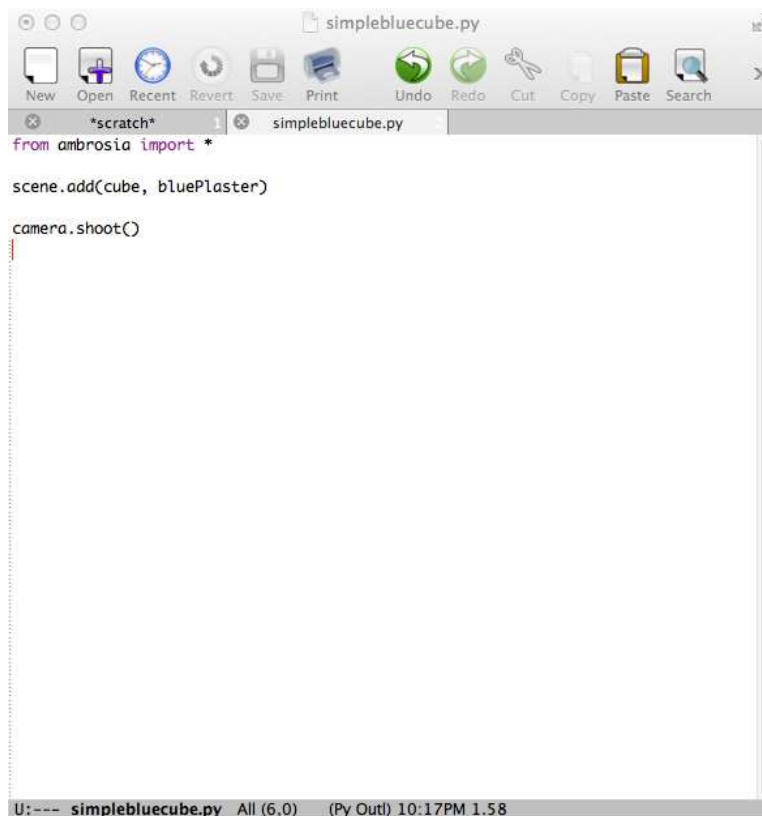 simplebluecube.py
New Open Recent Revert Save Print Undo Redo Cut Copy Paste Search
*scratch* 1 simplebluecube.py
from ambrosia import *
scene.add(cube, bluePlaster)
camera.shoot()
U:--- simplebluecube.py All (6,0) (Py Outl) 10:17PM 1.58